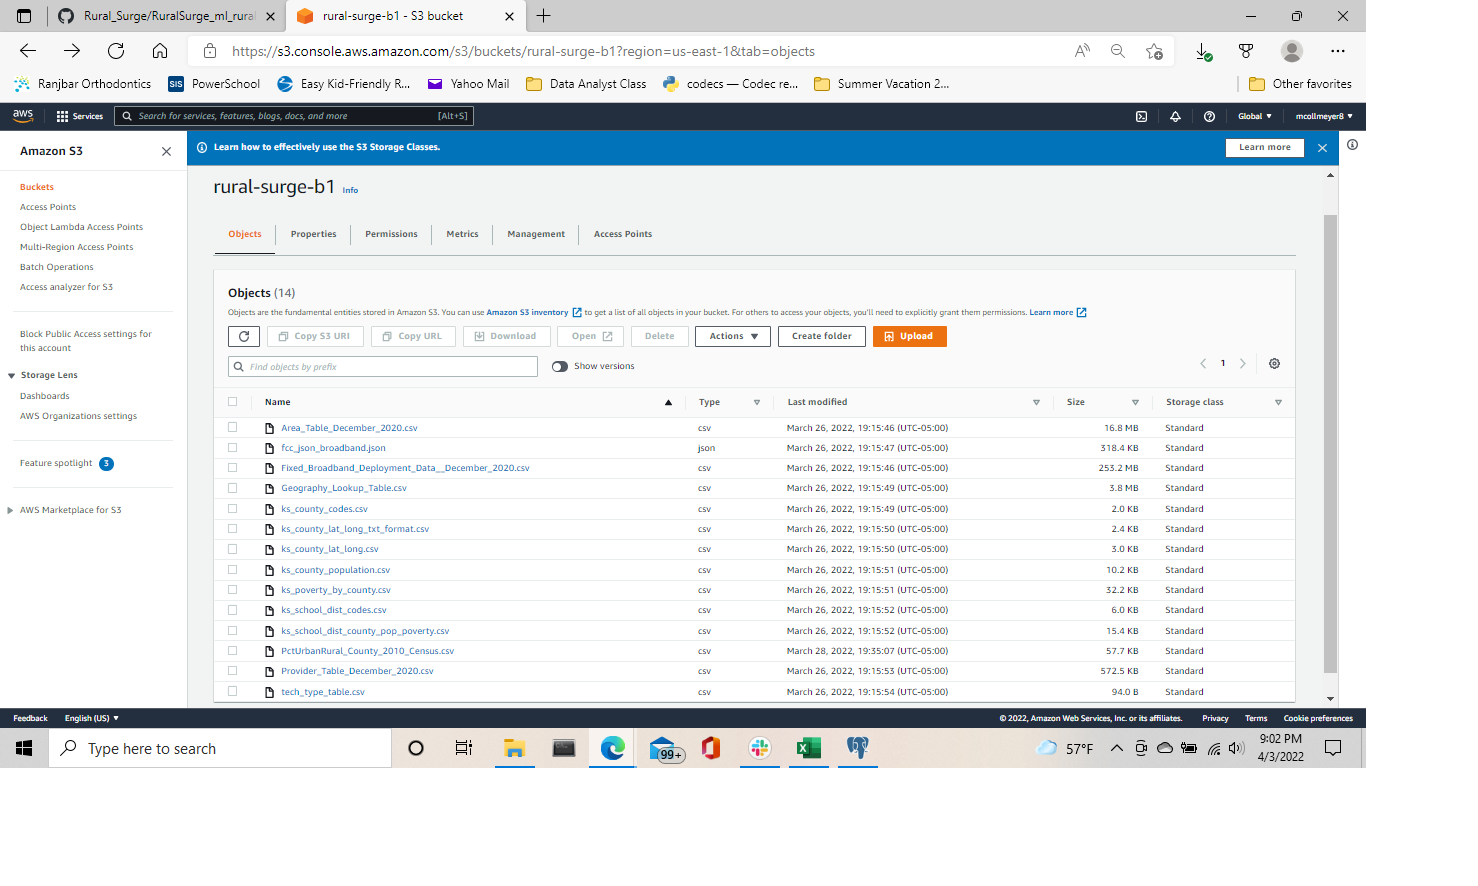 Rural_Surge/RuralSurge_ml_rura
rural-surge-b1 - S3 bucket
https://s3.console.aws.amazon.com/s3/buckets/rural-surge-b1?region=us-east-1&tab=objects
Ranjbar Orthodontics
SIS
PowerSchool
Easy Kid-Friendly R...
Yahoo Mail
Data Analyst Class
codecs — Codec re...
Summer Vacation 2...
Other favorites
aws
Services
Search for services, features, blogs, docs, and more
[Alt+S]
Global
mcollmeyer8
Amazon S3
Learn how to effectively use the S3 Storage Classes.
Learn more
Buckets
Access Points
Object Lambda Access Points
Multi-Region Access Points
Batch Operations
Access analyzer for S3
Block Public Access settings for
this account
Storage Lens
Dashboards
AWS Organizations settings
Feature spotlight 3
AWS Marketplace for S3
rural-surge-b1 Info
Objects
Properties
Permissions
Metrics
Management
Access Points
Objects (14)
Objects are the fundamental entities stored in Amazon S3. You can use Amazon S3 inventory to get a list of all objects in your bucket. For others to access your objects, you'll need to explicitly grant them permissions. Learn more
Copy S3 URI
Copy URL
Download
Open
Delete
Actions
Create folder
Upload
Find objects by prefix
Show versions
1
Name Type Last modified Size Storage class
Area_Table_December_2020.csv csv March 26, 2022, 19:15:46 (UTC-05:00) 16.8 MB Standard
fcc_json_broadband.json json March 26, 2022, 19:15:47 (UTC-05:00) 318.4 KB Standard
Fixed_Broadband_Deployment_Data__December_2020.csv csv March 26, 2022, 19:15:46 (UTC-05:00) 253.2 MB Standard
Geography_Lookup_Table.csv csv March 26, 2022, 19:15:49 (UTC-05:00) 3.8 MB Standard
ks_county_codes.csv csv March 26, 2022, 19:15:49 (UTC-05:00) 2.0 KB Standard
ks_county_lat_long_txt_format.csv csv March 26, 2022, 19:15:50 (UTC-05:00) 2.4 KB Standard
ks_county_lat_long.csv csv March 26, 2022, 19:15:50 (UTC-05:00) 3.0 KB Standard
ks_county_population.csv csv March 26, 2022, 19:15:51 (UTC-05:00) 10.2 KB Standard
ks_poverty_by_county.csv csv March 26, 2022, 19:15:51 (UTC-05:00) 32.2 KB Standard
ks_school_dist_codes.csv csv March 26, 2022, 19:15:52 (UTC-05:00) 6.0 KB Standard
ks_school_dist_county_pop_poverty.csv csv March 26, 2022, 19:15:52 (UTC-05:00) 15.4 KB Standard
PctUrbanRural_County_2010_Census.csv csv March 28, 2022, 19:35:07 (UTC-05:00) 57.7 KB Standard
Provider_Table_December_2020.csv csv March 26, 2022, 19:15:53 (UTC-05:00) 572.5 KB Standard
tech_type_table.csv csv March 26, 2022, 19:15:54 (UTC-05:00) 94.0 B Standard
Feedback
English (US)
© 2022, Amazon Web Services, Inc. or its affiliates.
Privacy
Terms
Cookie preferences
Type here to search
99+
57°F
9:02 PM
4/3/2022